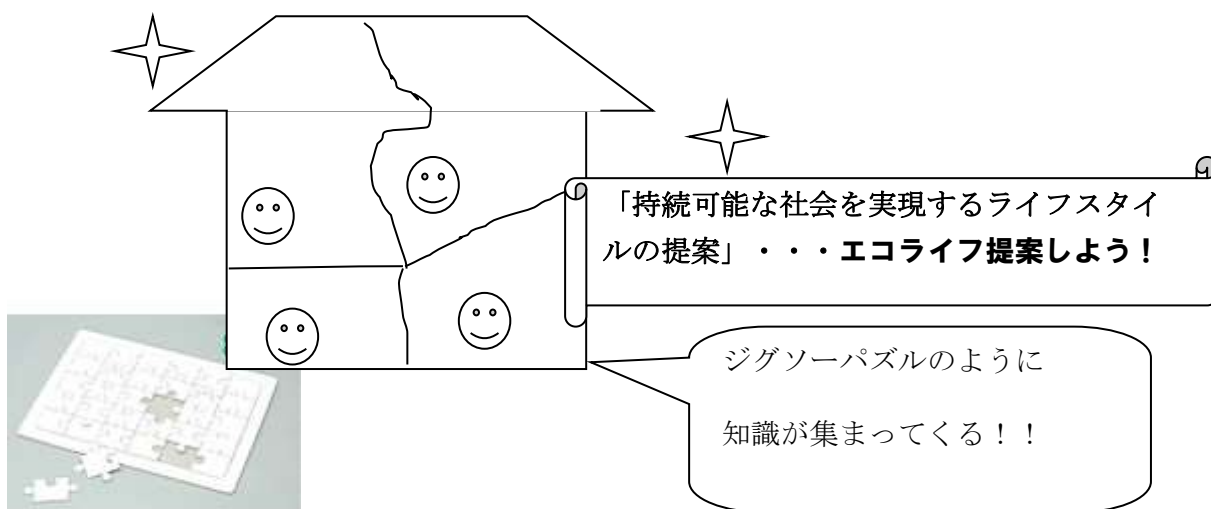 「持続可能な社会を実現するライフスタイ
ルの提案」・・・エコライフ提案しよう！
ジグソーパズルのように
知識が集まってくる！！